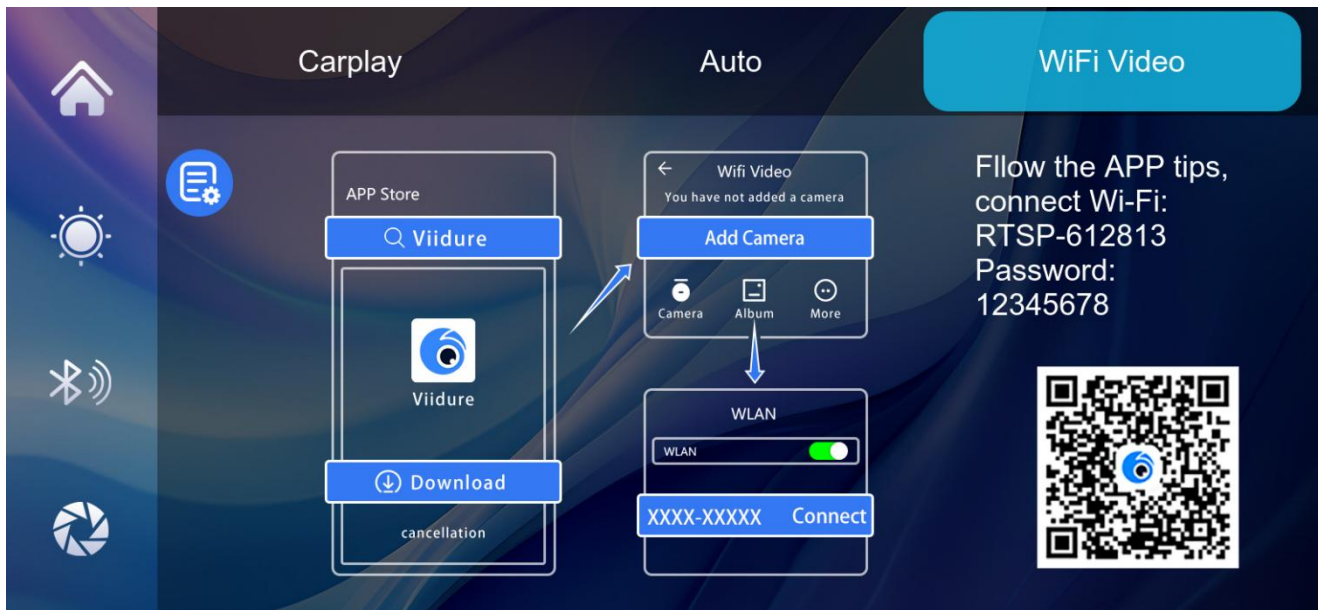 Carplay
Auto
WiFi Video
APP Store
Viidure
Viidure
Download
cancellation
Wifi Video
You have not added a camera
Add Camera
Camera
Album
More
WLAN
WLAN
XXXX-XXXXX Connect
Fllow the APP tips,
connect Wi-Fi:
RTSP-612813
Password:
12345678